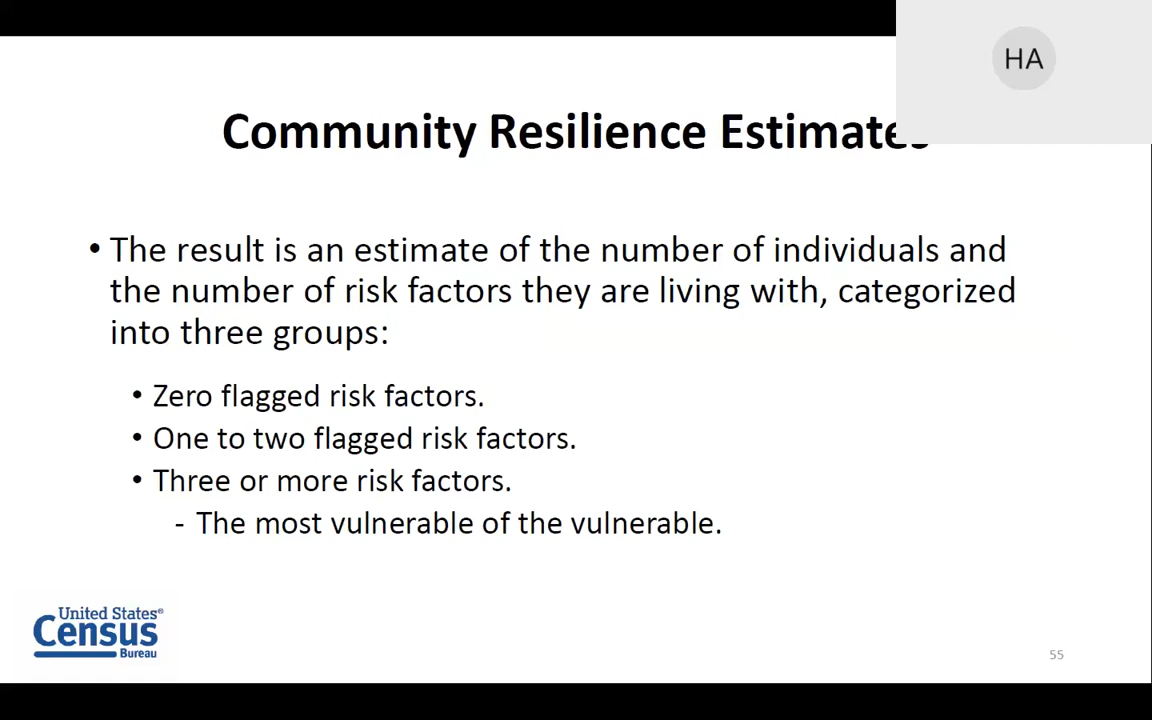 HA
Community Resilience Estimates
• The result is an estimate of the number of individuals and
the number of risk factors they are living with, categorized
into three groups:
• Zero flagged risk factors.
• One to two flagged risk factors.
• Three or more risk factors.
- The most vulnerable of the vulnerable.
United States®
Census
Bureau
55